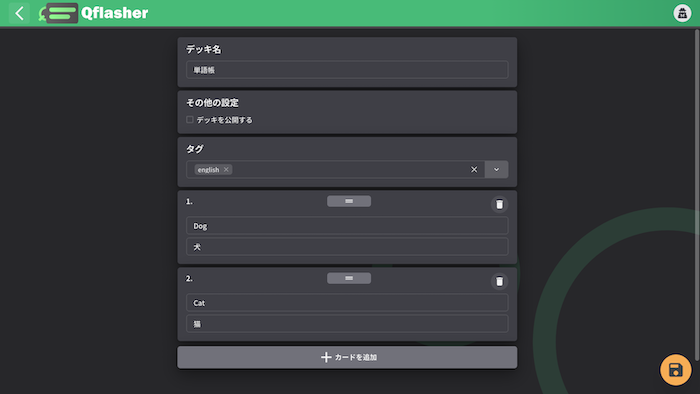 Qflasher
デッキ名
単語帳
その他の設定
デッキを公開する
タグ
english
1.
Dog
犬
2.
Cat
猫
カードを追加